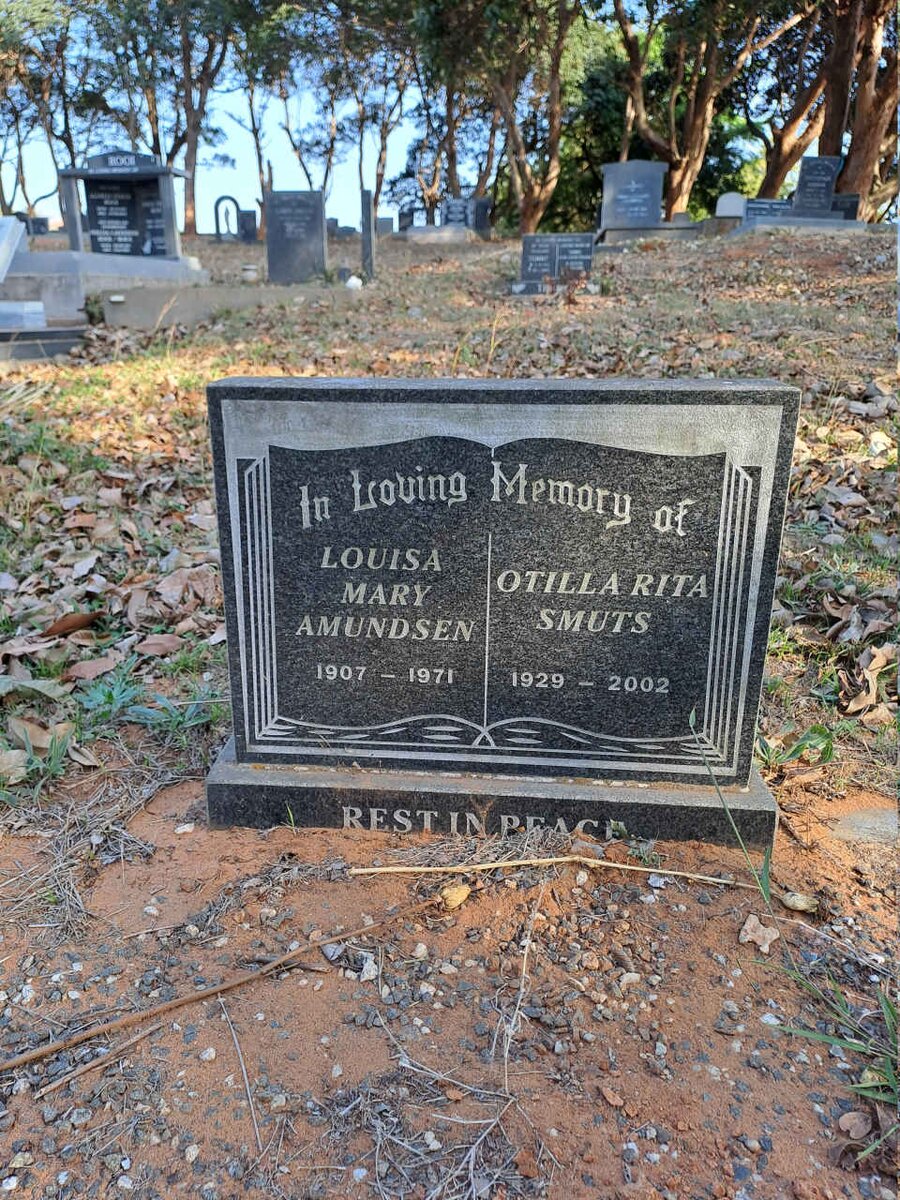 In Loving Memory of
LOUISA
MARY
AMUNDSEN
1907 – 1971
OTILLA RITA
SMUTS
1929 – 2002
REST IN PEACE